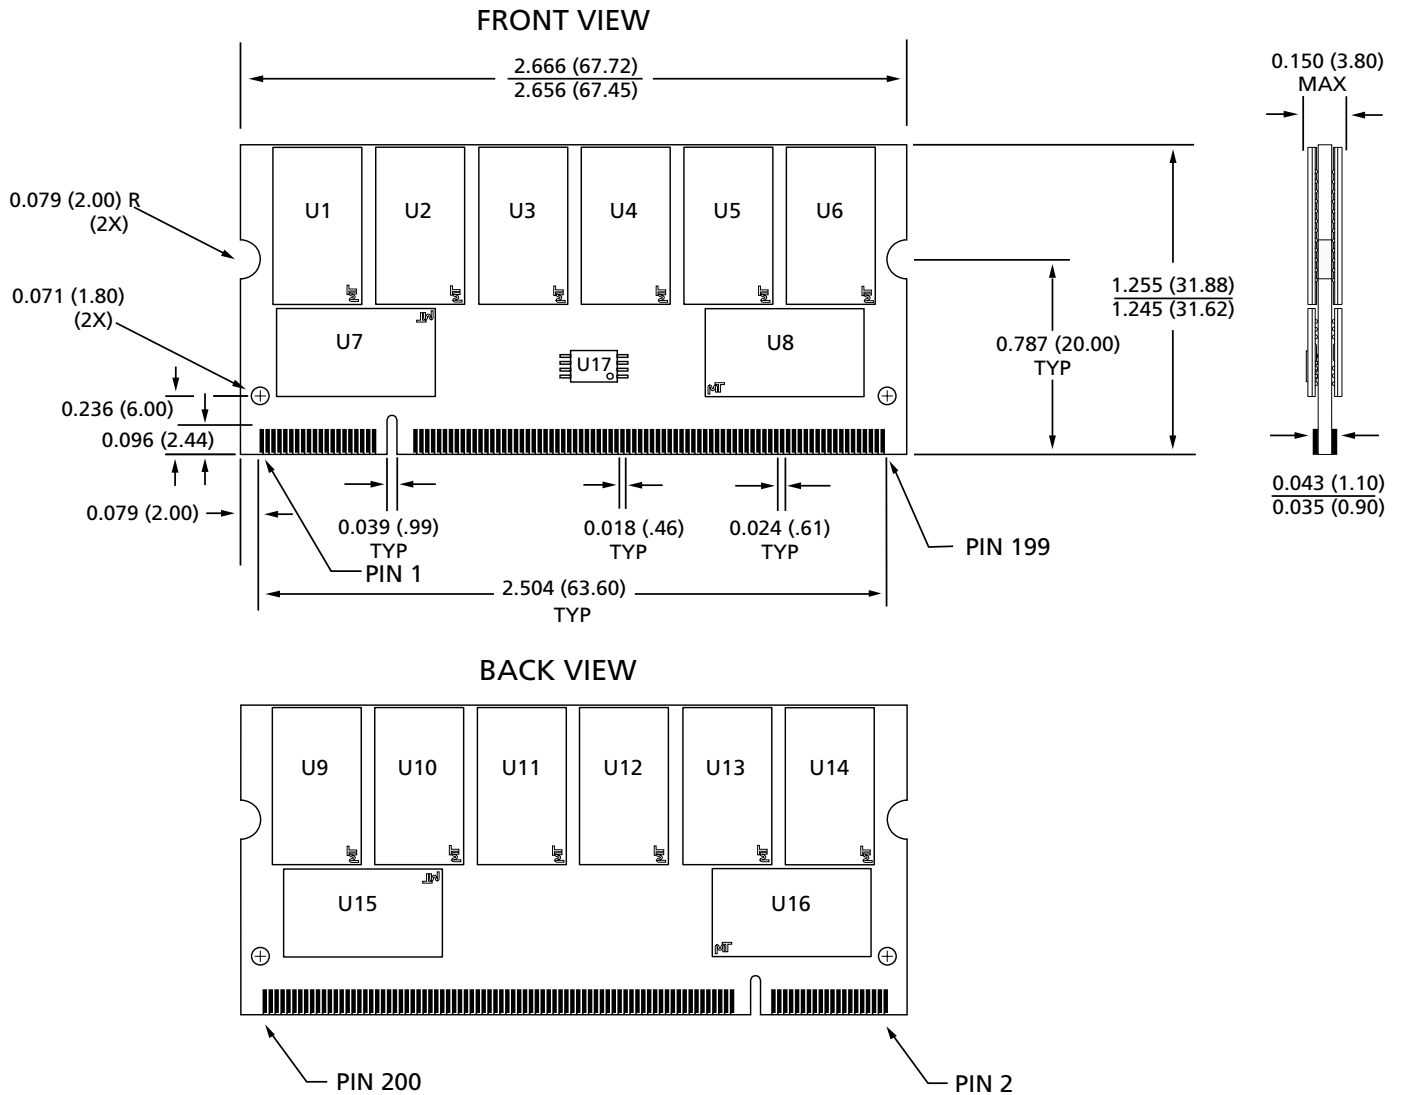 FRONT VIEW
2.666 (67.72)
2.656 (67.45)
0.150 (3.80)
MAX
0.079 (2.00) R
(2X)
U1
U2
U3
U4
U5
U6
0.071 (1.80)
(2X)
1.255 (31.88)
1.245 (31.62)
U7
U17
U8
0.787 (20.00)
TYP
0.236 (6.00)
0.096 (2.44)
0.079 (2.00)
0.039 (.99)
TYP
0.018 (.46)
TYP
0.024 (.61)
TYP
0.043 (1.10)
0.035 (0.90)
PIN 1
PIN 199
2.504 (63.60)
TYP
BACK VIEW
U9
U10
U11
U12
U13
U14
U15
U16
PIN 200
PIN 2